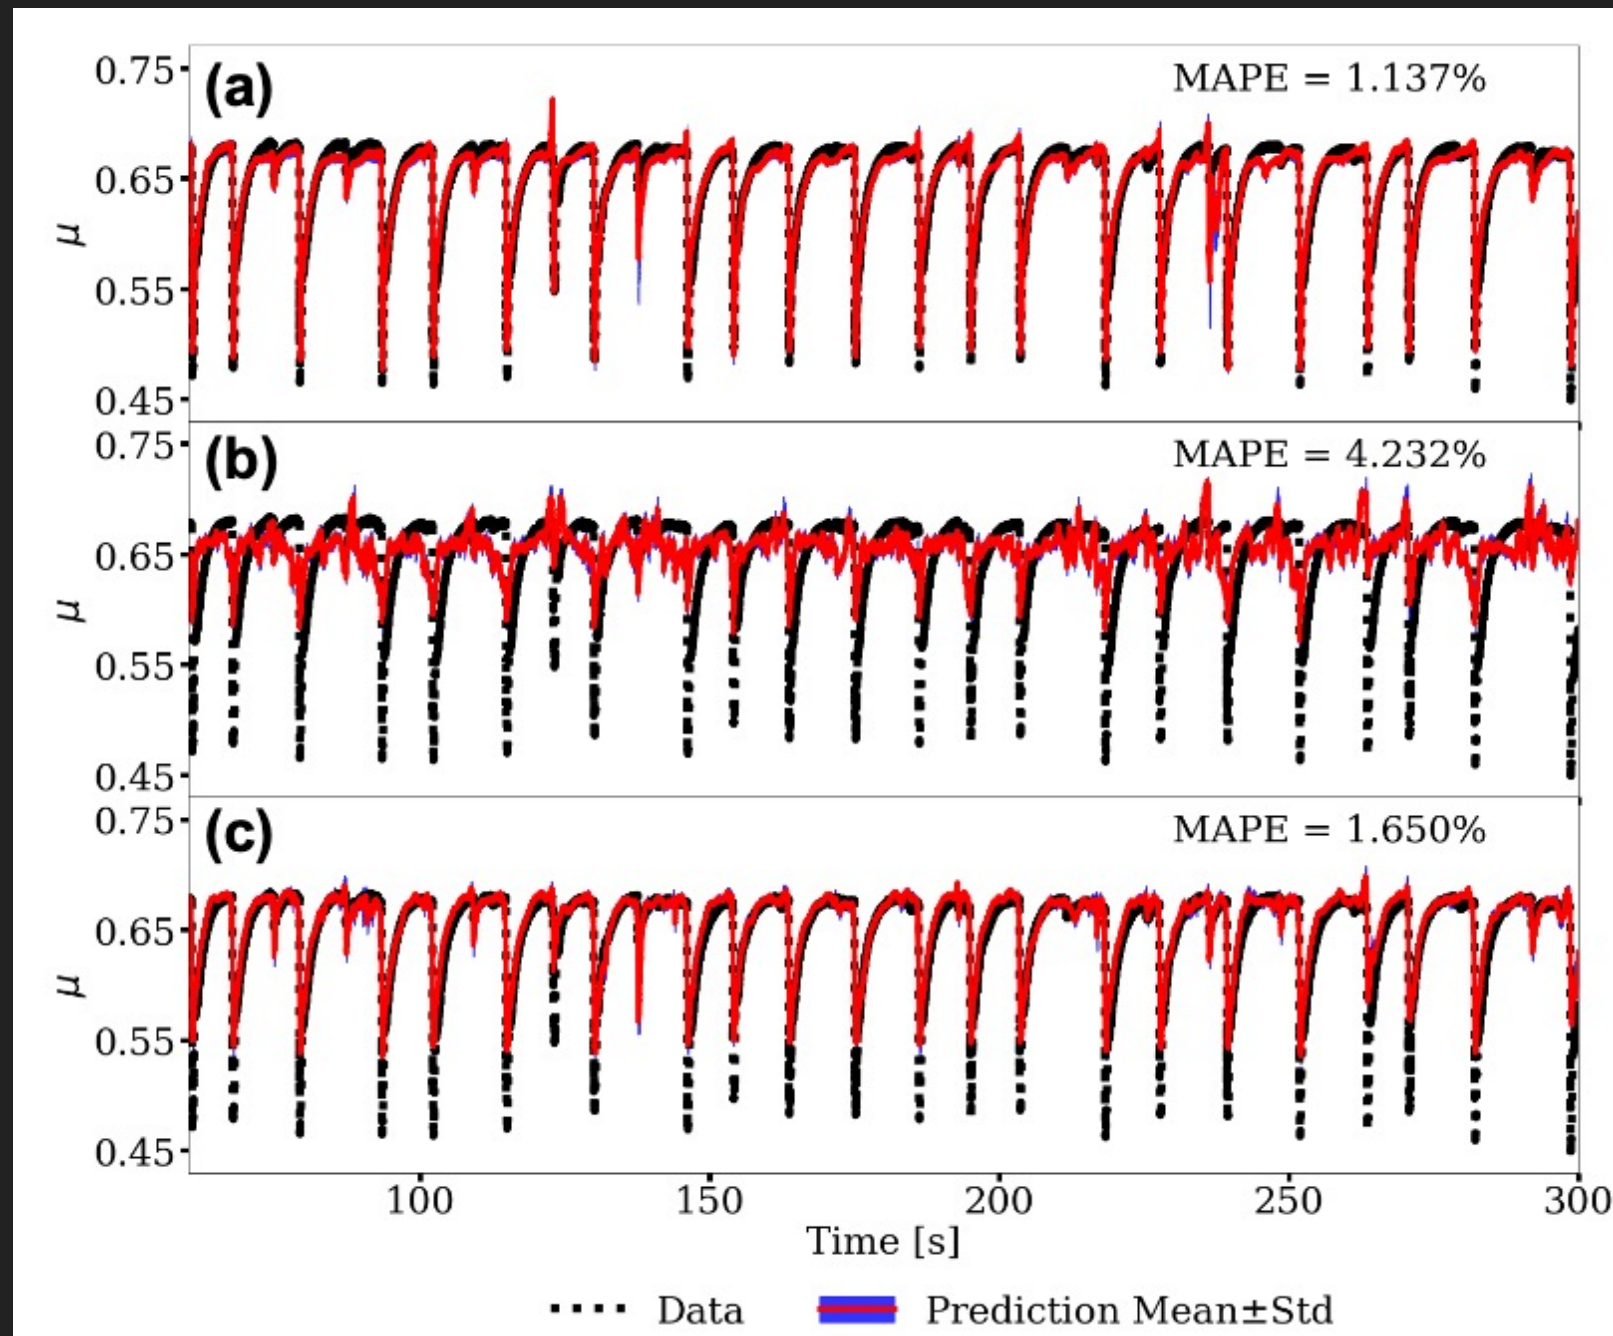 (a)
MAPE = 1.137%
0.75
0.65
0.55
0.45
μ
(b)
MAPE = 4.232%
0.75
0.65
0.55
0.45
μ
(c)
MAPE = 1.650%
0.75
0.65
0.55
0.45
μ
100 150 200 250 300
Time [s]
Data Prediction Mean±Std